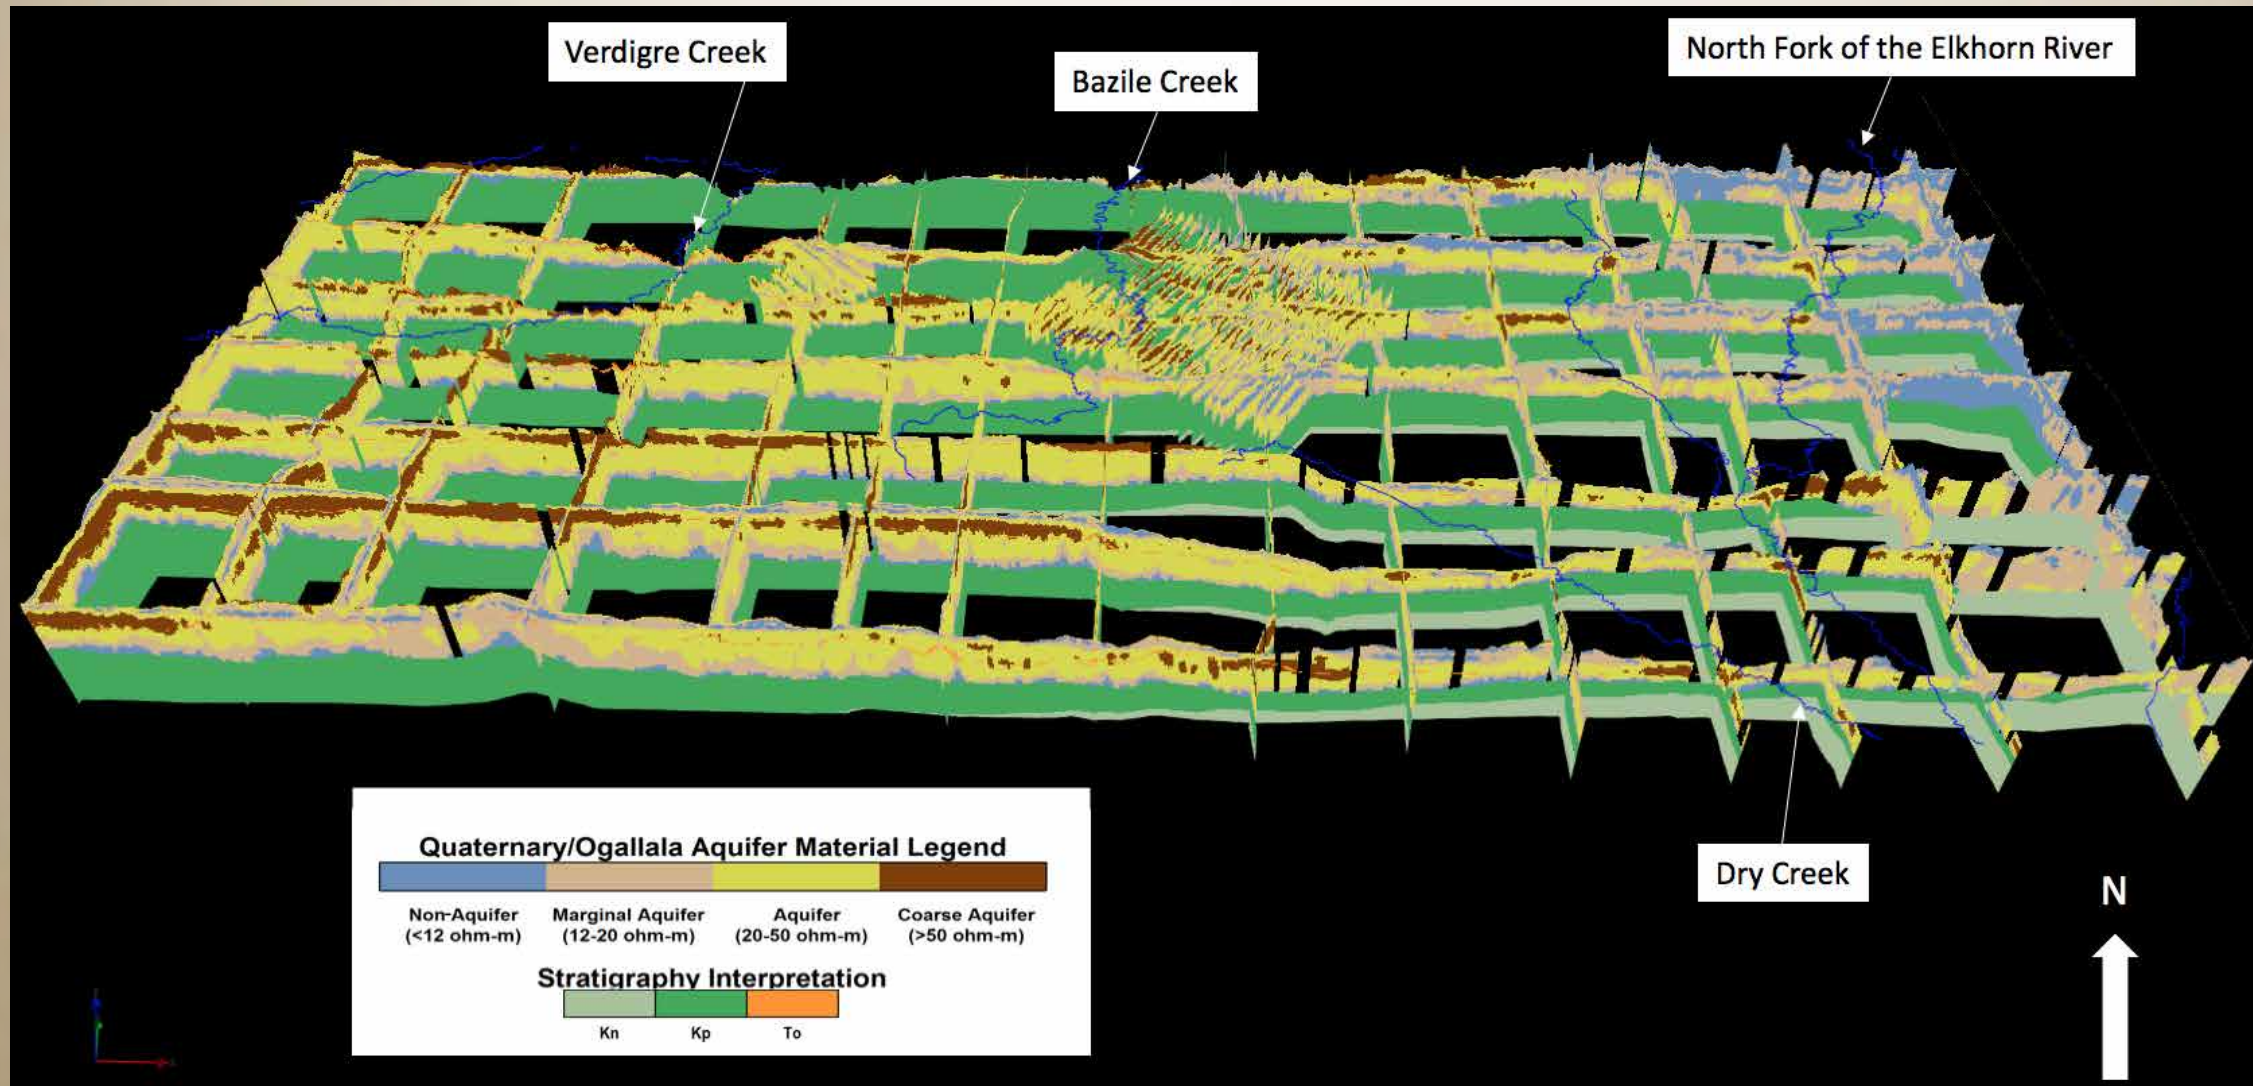 Verdigre Creek
Bazile Creek
North Fork of the Elkhorn River
Dry Creek
N
Quaternary/Ogallala Aquifer Material Legend
Non-Aquifer Marginal Aquifer Aquifer Coarse Aquifer
(<12 ohm-m) (12-20 ohm-m) (20-50 ohm-m) (>50 ohm-m)
Stratigraphy Interpretation
Kn Kp To